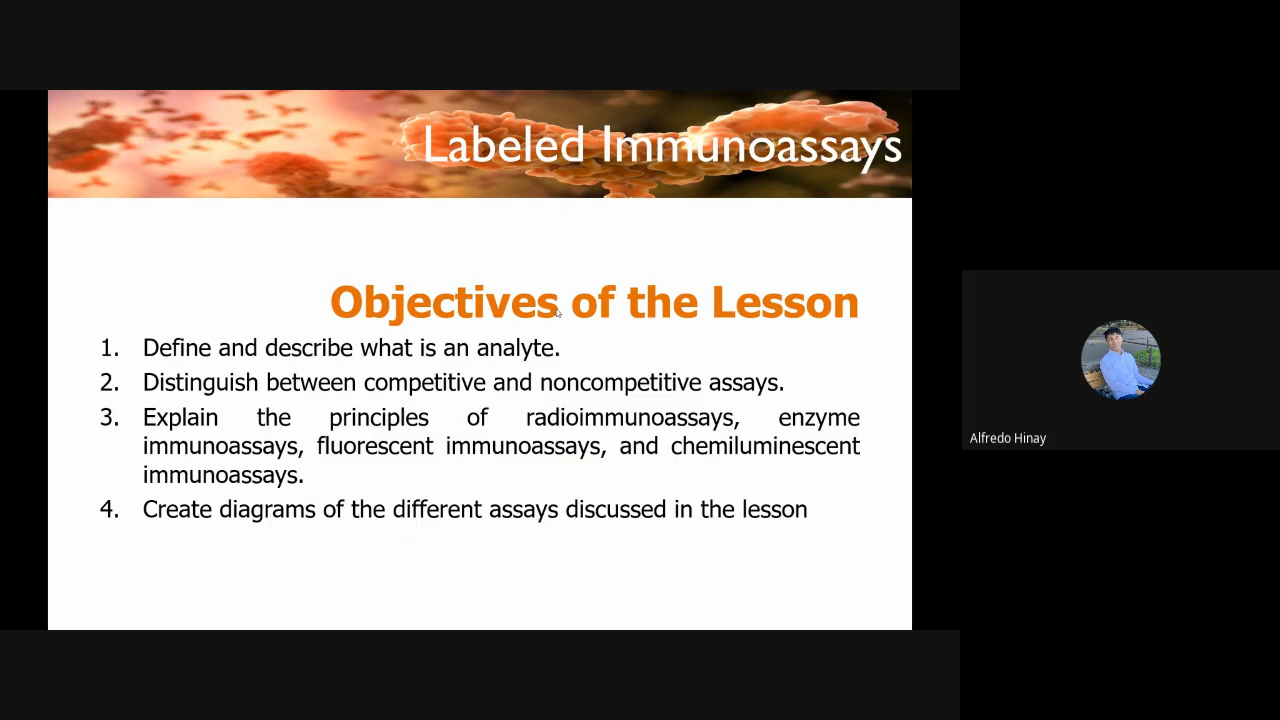 Labeled Immunoassays
Objectives of the Lesson
1. Define and describe what is an analyte.
2. Distinguish between competitive and noncompetitive assays.
3. Explain the principles of radioimmunoassays, enzyme
immunoassays, fluorescent immunoassays, and chemiluminescent
immunoassays.
4. Create diagrams of the different assays discussed in the lesson
Alfredo Hinay